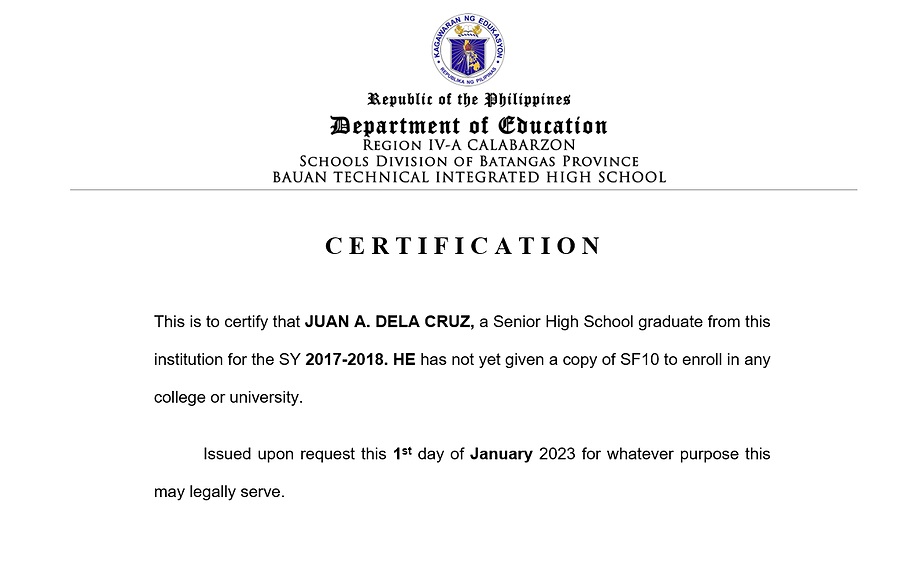 KAGAWARAN NG EDUKASYON
REPUBLIKA NG PILIPINAS
Republic of the Philippines
Department of Education
REGION IV-A CALABARZON
SCHOOLS DIVISION OF BATANGAS PROVINCE
BAUAN TECHNICAL INTEGRATED HIGH SCHOOL
CERTIFICATION
This is to certify that JUAN A. DELA CRUZ, a Senior High School graduate from this
institution for the SY 2017-2018. HE has not yet given a copy of SF10 to enroll in any
college or university.
Issued upon request this 1st day of January 2023 for whatever purpose this
may legally serve.